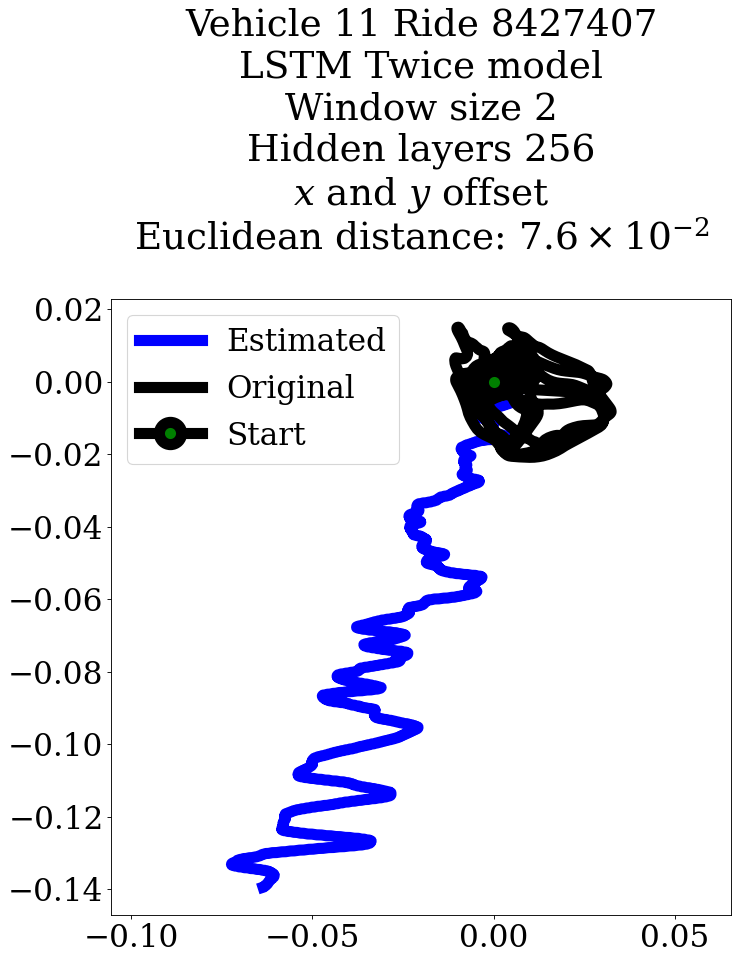 Vehicle 11 Ride 8427407
LSTM Twice model
Window size 2
Hidden layers 256
x and y offset
Euclidean distance: 7.6 × 10⁻²
Estimated
Original
Start
0.02
0.00
−0.02
−0.04
−0.06
−0.08
−0.10
−0.12
−0.14
−0.10
−0.05
0.00
0.05